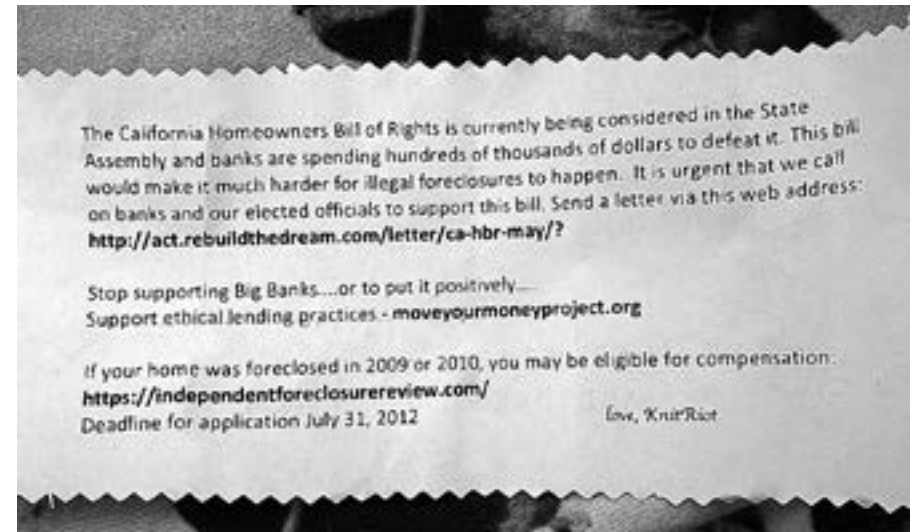 The California Homeowners Bill of Rights is currently being considered in the State
Assembly and banks are spending hundreds of thousands of dollars to defeat it. This bill
would make it much harder for illegal foreclosures to happen. It is urgent that we call
on banks and our elected officials to support this bill. Send a letter via this web address:
http://act.rebuildthedream.com/letter/ca-hbr-may/?
Stop supporting Big Banks....or to put it positively.....
Support ethical lending practices - moveyourmoneyproject.org
If your home was foreclosed in 2009 or 2010, you may be eligible for compensation:
https://independentforeclosurereview.com/
Deadline for application July 31, 2012
love, KnitRiot